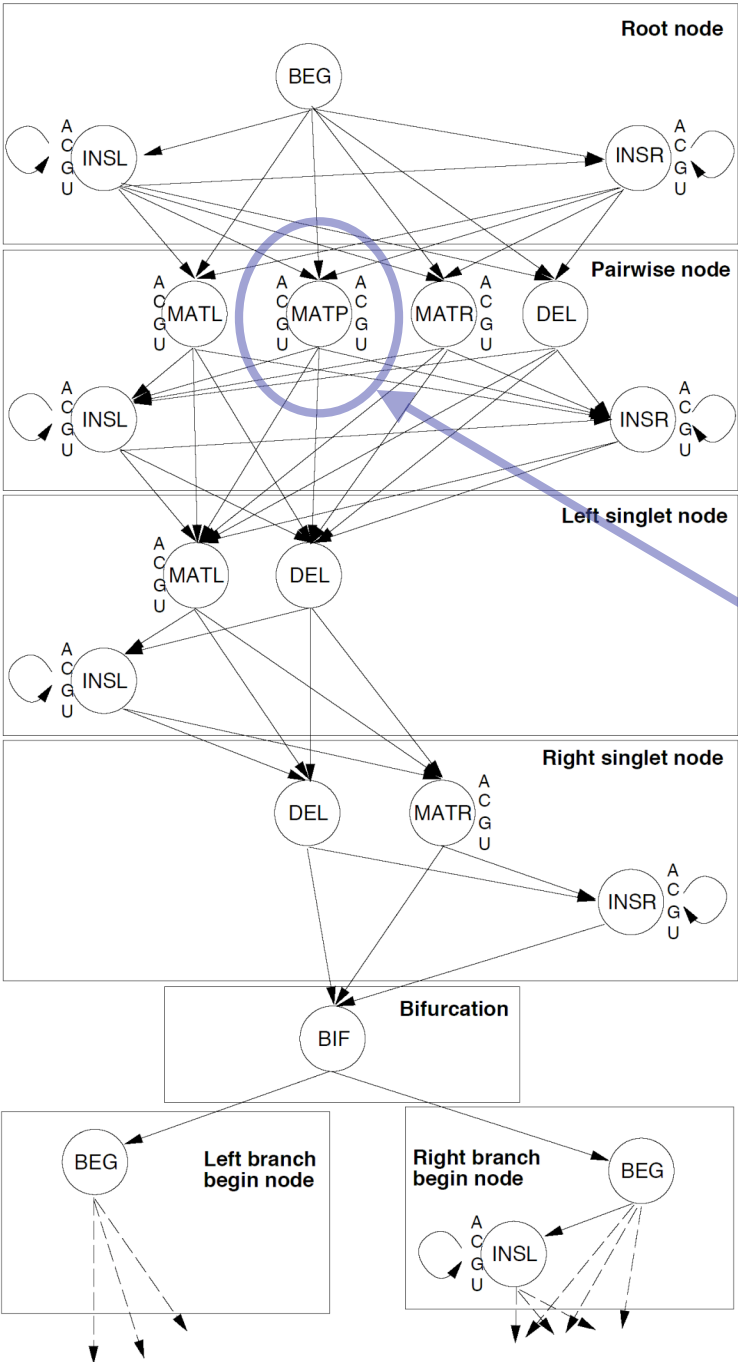 Root node
BEG
A
C
G
U
INSL
INSR
A
C
G
U
Pairwise node
A
C
G
U
MATL
A
C
G
U
MATP
A
C
G
U
MATR
A
C
G
U
DEL
A
C
G
U
INSL
INSR
A
C
G
U
Left singlet node
A
C
G
U
MATL
DEL
A
C
G
U
INSL
Right singlet node
DEL
MATR
A
C
G
U
INSR
A
C
G
U
Bifurcation
BIF
BEG
Left branch
begin node
Right branch
begin node
BEG
A
C
G
U
INSL